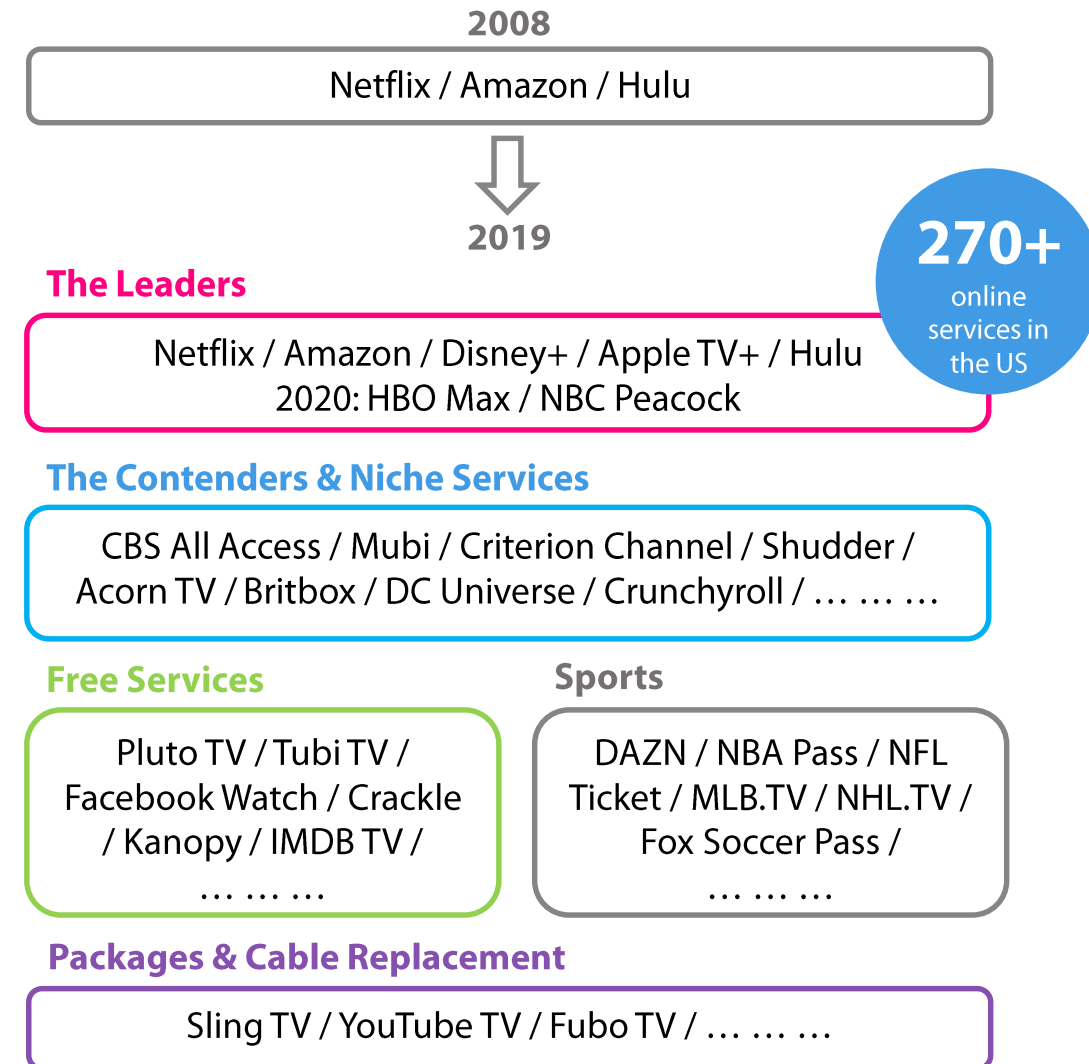 2008
Netflix / Amazon / Hulu
2019
270+
online
services in
the US
The Leaders
Netflix / Amazon / Disney+ / Apple TV+ / Hulu
2020: HBO Max / NBC Peacock
The Contenders & Niche Services
CBS All Access / Mubi / Criterion Channel / Shudder /
Acorn TV / Britbox / DC Universe / Crunchyroll / … … …
Free Services
Pluto TV / Tubi TV /
Facebook Watch / Crackle
/ Kanopy / IMDB TV /
… … …
Sports
DAZN / NBA Pass / NFL
Ticket / MLB.TV / NHL.TV /
Fox Soccer Pass /
… … …
Packages & Cable Replacement
Sling TV / YouTube TV / Fubo TV / … … …